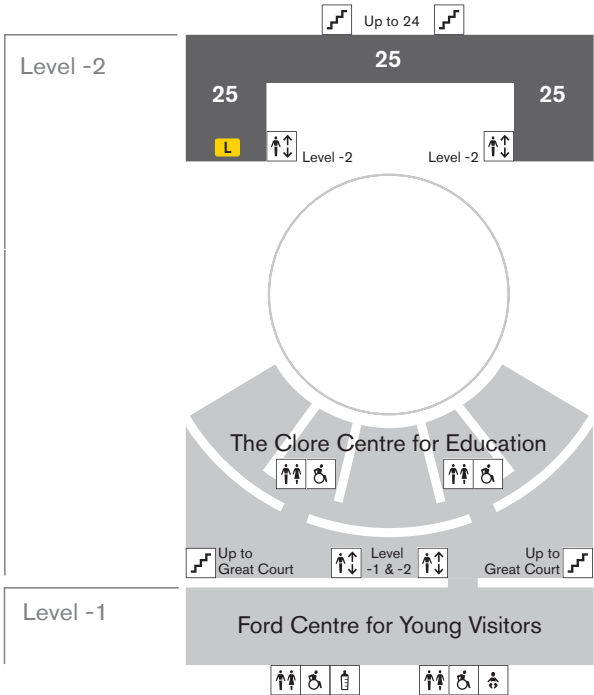 Up to 24
Level -2
25
25
25
L
Level -2
Level -2
The Clore Centre for Education
Up to
Great Court
Level
-1 & -2
Up to
Great Court
Level -1
Ford Centre for Young Visitors